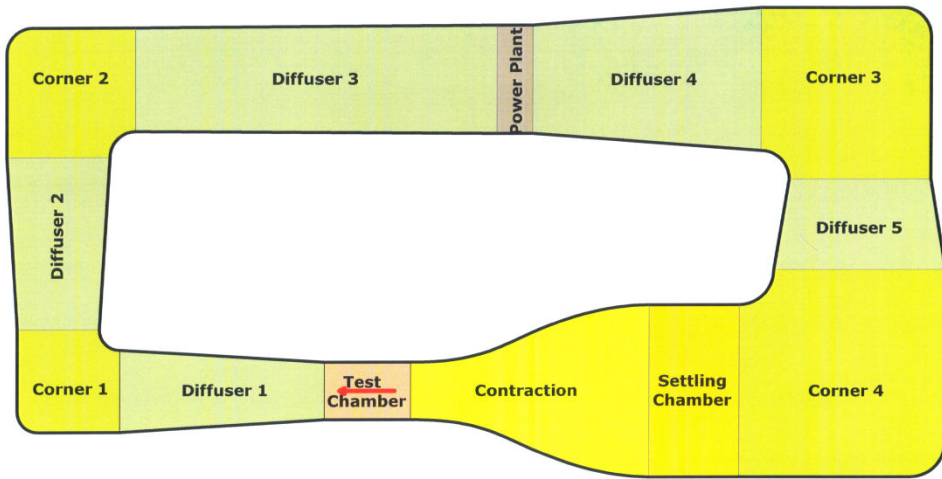 Corner 2
Diffuser 3
Power Plant
Diffuser 4
Corner 3
Diffuser 2
Diffuser 5
Corner 1
Diffuser 1
Test
Chamber
Contraction
Settling
Chamber
Corner 4